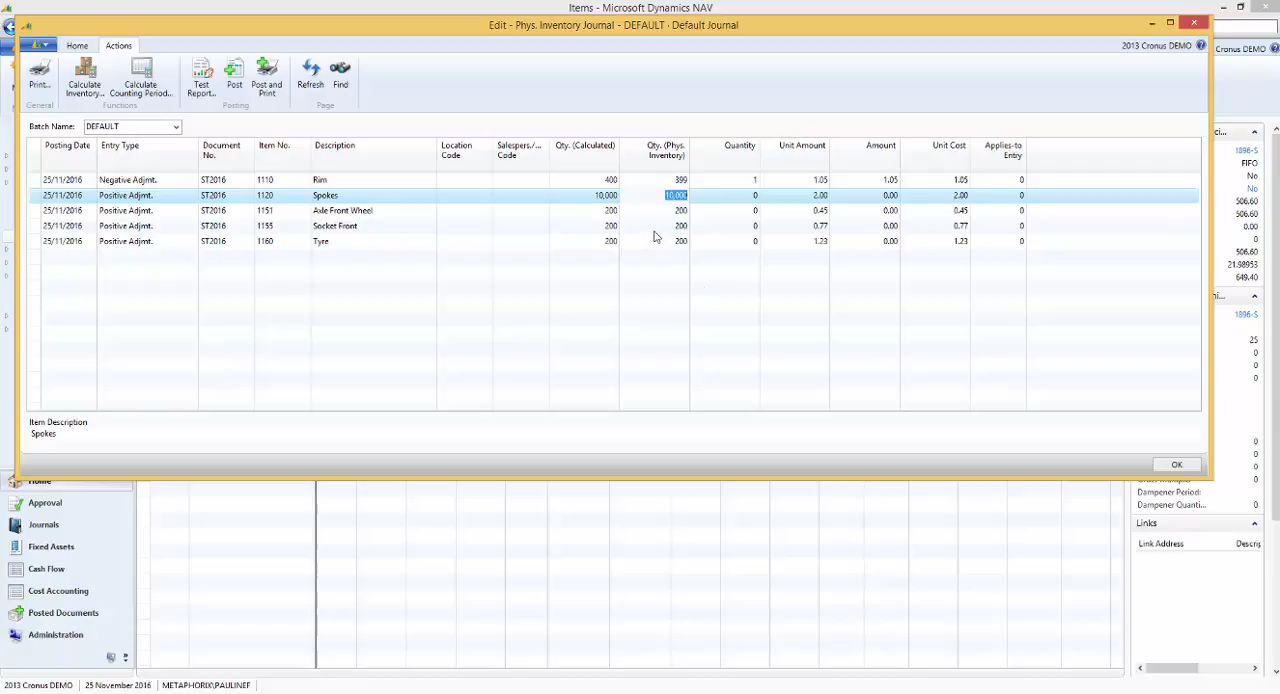 Items - Microsoft Dynamics NAV
Edit - Phys. Inventory Journal - DEFAULT · Default Journal
Home Actions
2013 Cronus DEMO
Cronus DEMO
Print... Calculate Inventory... Calculate Counting Period... Test Report... Post Post and Print Refresh Find
General Functions Posting Page
Batch Name: DEFAULT
Posting Date Entry Type Document No. Item No. Description Location Code Salespers./... Code Qty. (Calculated) Qty. (Phys. Inventory) Quantity Unit Amount Amount Unit Cost Applies-to Entry
25/11/2016 Negative Adjmt. ST2016 1110 Rim 400 399 1 1.05 1.05 1.05 0
25/11/2016 Positive Adjmt. ST2016 1120 Spokes 10,000 10,000 0 2.00 0.00 2.00 0
25/11/2016 Positive Adjmt. ST2016 1151 Axle Front Wheel 200 200 0 0.45 0.00 0.45 0
25/11/2016 Positive Adjmt. ST2016 1155 Socket Front 200 200 0 0.77 0.00 0.77 0
25/11/2016 Positive Adjmt. ST2016 1160 Tyre 200 200 0 1.23 0.00 1.23 0
1896-S
FIFO
No
No
506.60
506.60
0.00
0
506.60
21.98953
649.40
1896-S
25
0
0
0
Item Description
Spokes
OK
0
0
0
0
Dampener Period:
Dampener Quanti... 0
Links
Link Address Descrip
Home
Approval
Journals
Fixed Assets
Cash Flow
Cost Accounting
Posted Documents
Administration
2013 Cronus DEMO 25 November 2016 METAPHORIX\PAULINEF